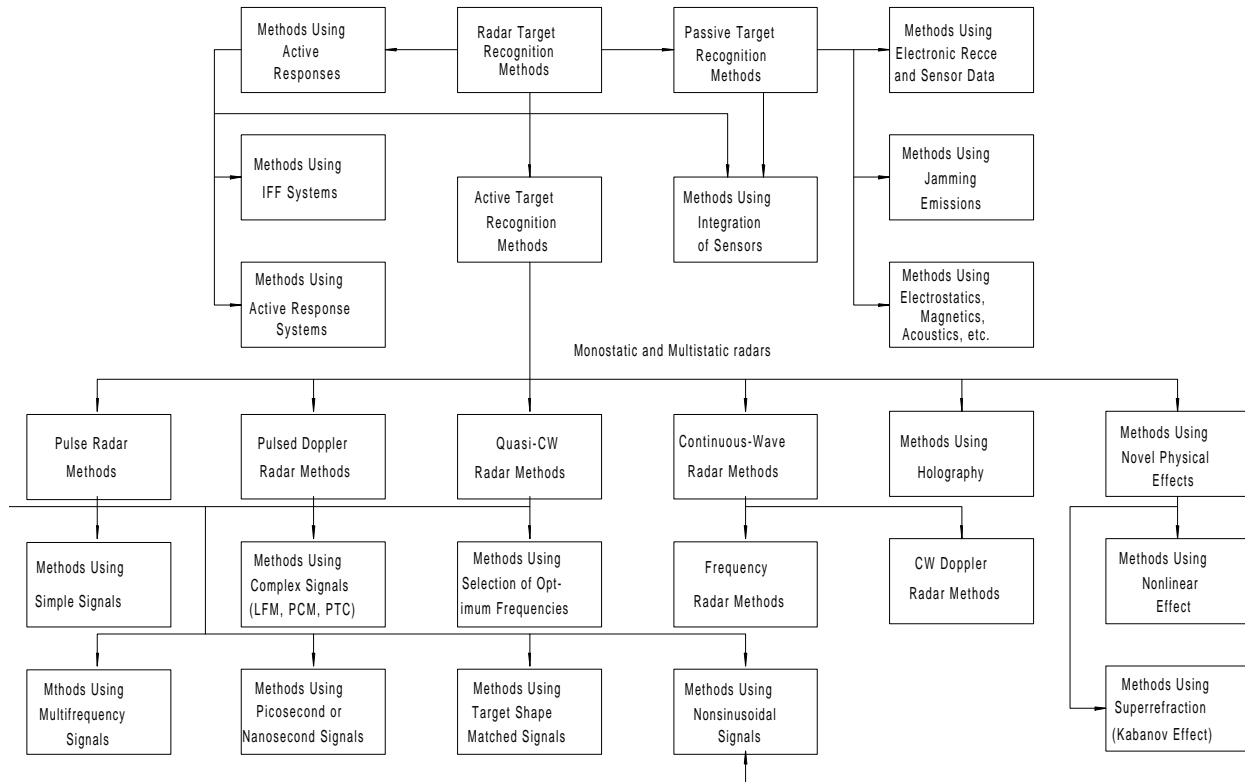 Methods Using
Active
Responses
Radar Target
Recognition
Methods
Passive Target
Recognition
Methods
Methods Using
Electronic Recce
and Sensor Data
Methods Using
IFF Systems
Active Target
Recognition
Methods
Methods Using
Integration
of Sensors
Methods Using
Jamming
Emissions
Methods Using
Active Response
Systems
Methods Using
Electrostatics,
Magnetics,
Acoustics, etc.
Monostatic and Multistatic radars
Pulse Radar
Methods
Pulsed Doppler
Radar Methods
Quasi-CW
Radar Methods
Continuous-Wave
Radar Methods
Methods Using
Holography
Methods Using
Novel Physical
Effects
Methods Using
Simple Signals
Methods Using
Complex Signals
(LFM, PCM, PTC)
Methods Using
Selection of Opt-
imum Frequencies
Frequency
Radar Methods
CW Doppler
Radar Methods
Methods Using
Nonlinear
Effect
Mthods Using
Multifrequency
Signals
Methods Using
Picosecond or
Nanosecond Signals
Methods Using
Target Shape
Matched Signals
Methods Using
Nonsinusoidal
Signals
Methods Using
Superrefraction
(Kabanov Effect)